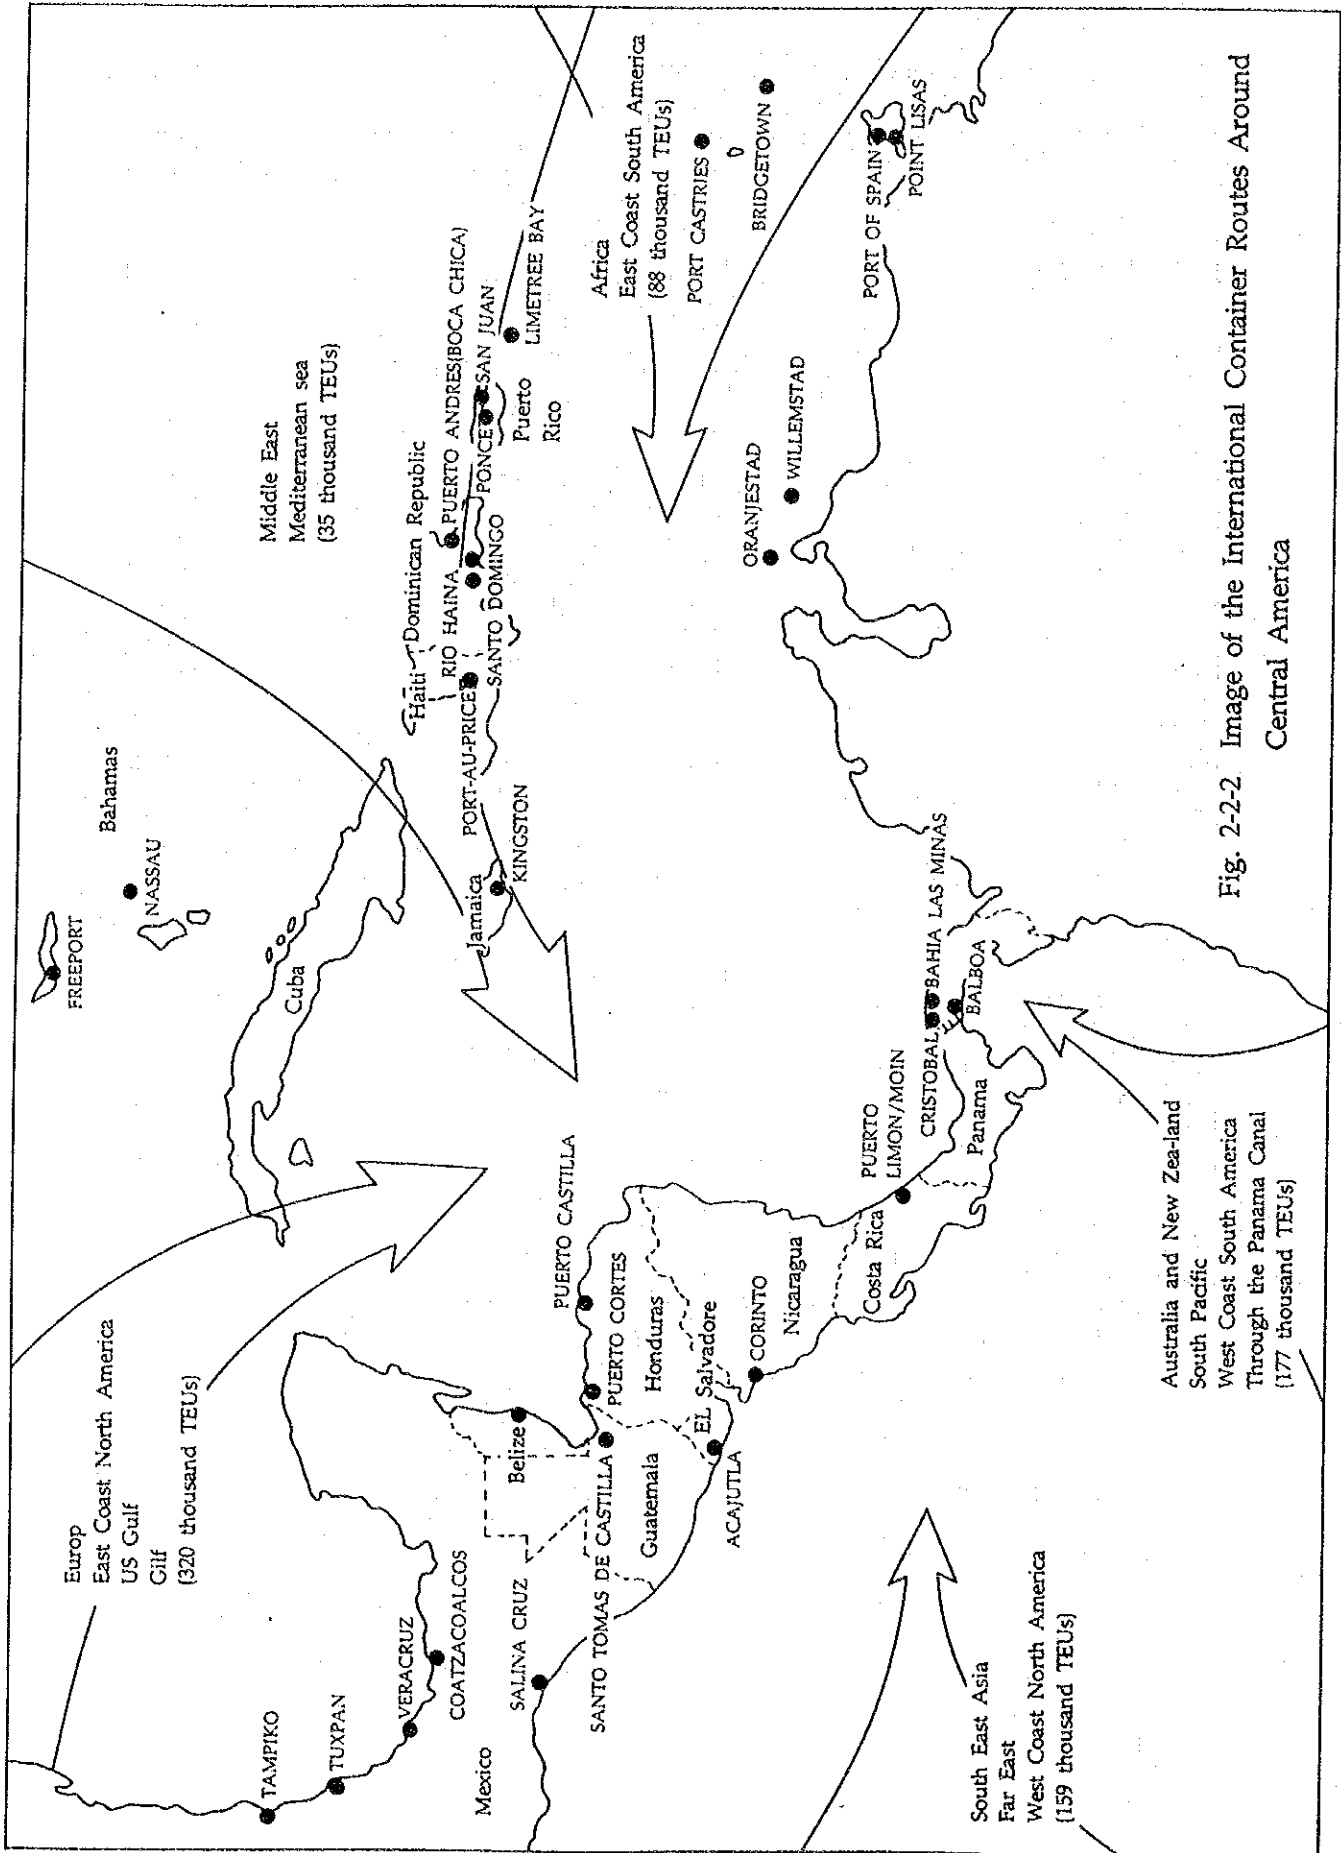 FREEPORT
Bahamas
NASSAU
Cuba
Europ
East Coast North America
US Gulf
Gilf
(320 thousand TEUs)
Middle East
Mediterranean sea
(35 thousand TEUs)
TAMPIKO
TUXPAN
VERACRUZ
COATZACOALCOS
Mexico
SALINA CRUZ
Belize
SANTO TOMAS DE CASTILLA
Guatemala
ACAJUTLA
EL Salvadore
PUERTO CASTILLA
PUERTO CORTES
Honduras
CORINTO
Nicaragua
Costa Rica
PUERTO
LIMON/MOIN
CRISTOBAL
BAHIA LAS MINAS
BALBOA
Panama
Jamaica
KINGSTON
Haiti
Dominican Republic
PORT-AU-PRICE
RIO HAINA
PUERTO ANDRES(BOCA CHICA)
SANTO DOMINGO
PONCE
SAN JUAN
Puerto
Rico
LIMETREE BAY
Africa
East Coast South America
(88 thousand TEUs)
PORT CASTRIES
BRIDGETOWN
ORANJESTAD
WILLEMSTAD
PORT OF SPAIN
POINT LISAS
South East Asia
Far East
West Coast North America
(159 thousand TEUs)
Australia and New Zea-land
South Pacific
West Coast South America
Through the Panama Canal
(177 thousand TEUs)
Fig. 2-2-2 Image of the International Container Routes Around
Central America